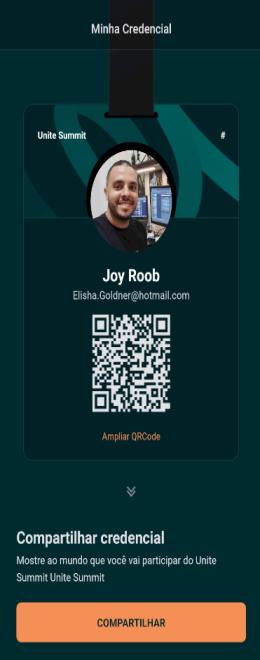 Minha Credencial
Unite Summit
#
Joy Roob
Elisha.Goldner@hotmail.com
Ampliar QRCode
Compartilhar credencial
Mostre ao mundo que você vai participar do Unite
Summit Unite Summit
COMPARTILHAR